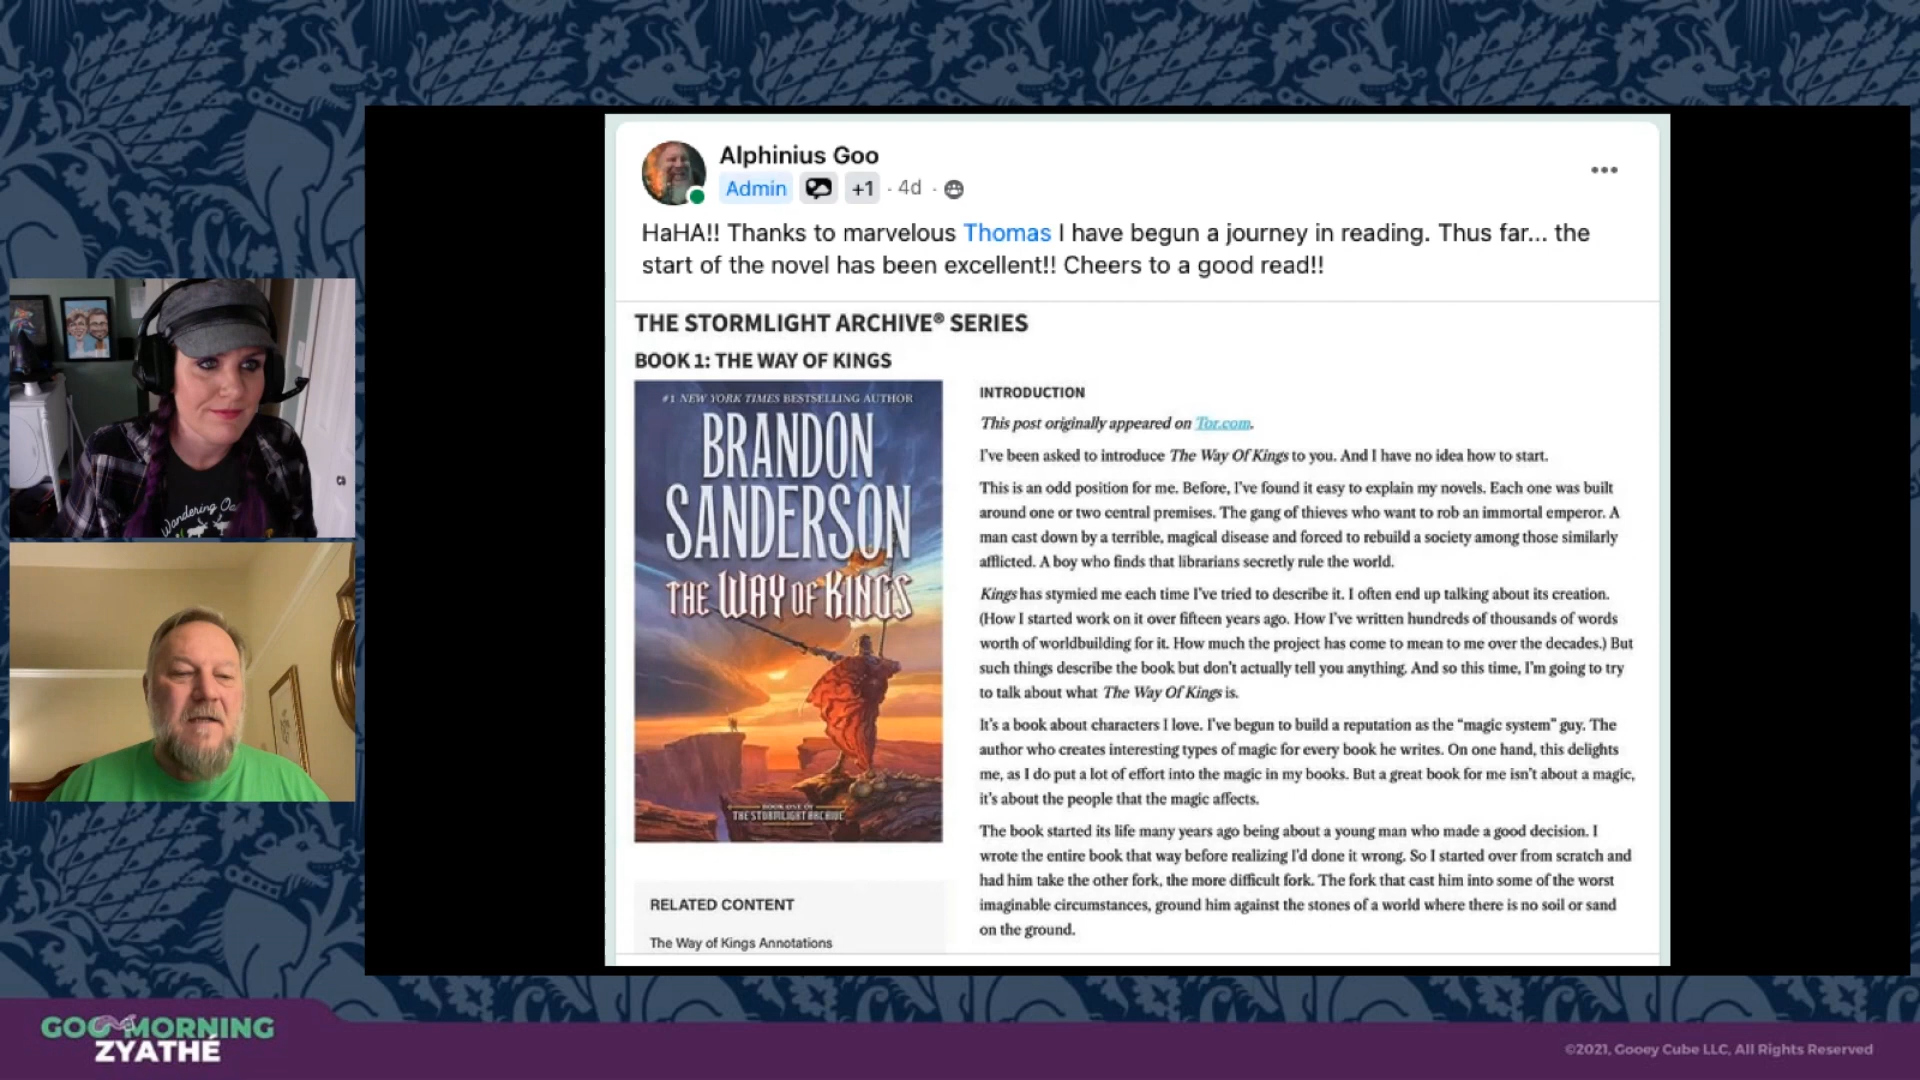 Alphinius Goo
Admin +1 · 4d ·
HaHA!! Thanks to marvelous Thomas I have begun a journey in reading. Thus far... the
start of the novel has been excellent!! Cheers to a good read!!
THE STORMLIGHT ARCHIVE® SERIES
BOOK 1: THE WAY OF KINGS
#1 NEW YORK TIMES BESTSELLING AUTHOR
BRANDON
SANDERSON
THE WAY OF KINGS
BOOK ONE OF
THE STORMLIGHT ARCHIVE
RELATED CONTENT
The Way of Kings Annotations
INTRODUCTION
This post originally appeared on Tor.com.
I've been asked to introduce The Way Of Kings to you. And I have no idea how to start.
This is an odd position for me. Before, I've found it easy to explain my novels. Each one was built
around one or two central premises. The gang of thieves who want to rob an immortal emperor. A
man cast down by a terrible, magical disease and forced to rebuild a society among those similarly
afflicted. A boy who finds that librarians secretly rule the world.
Kings has stymied me each time I've tried to describe it. I often end up talking about its creation.
(How I started work on it over fifteen years ago. How I've written hundreds of thousands of words
worth of worldbuilding for it. How much the project has come to mean to me over the decades.) But
such things describe the book but don't actually tell you anything. And so this time, I'm going to try
to talk about what The Way Of Kings is.
It's a book about characters I love. I've begun to build a reputation as the “magic system” guy. The
author who creates interesting types of magic for every book he writes. On one hand, this delights
me, as I do put a lot of effort into the magic in my books. But a great book for me isn't about a magic,
it's about the people that the magic affects.
The book started its life many years ago being about a young man who made a good decision. I
wrote the entire book that way before realizing I'd done it wrong. So I started over from scratch and
had him take the other fork, the more difficult fork. The fork that cast him into some of the worst
imaginable circumstances, ground him against the stones of a world where there is no soil or sand
on the ground.
Wandering
GOO MORNING
ZYATHÉ
©2021, Gooey Cube LLC, All Rights Reserved